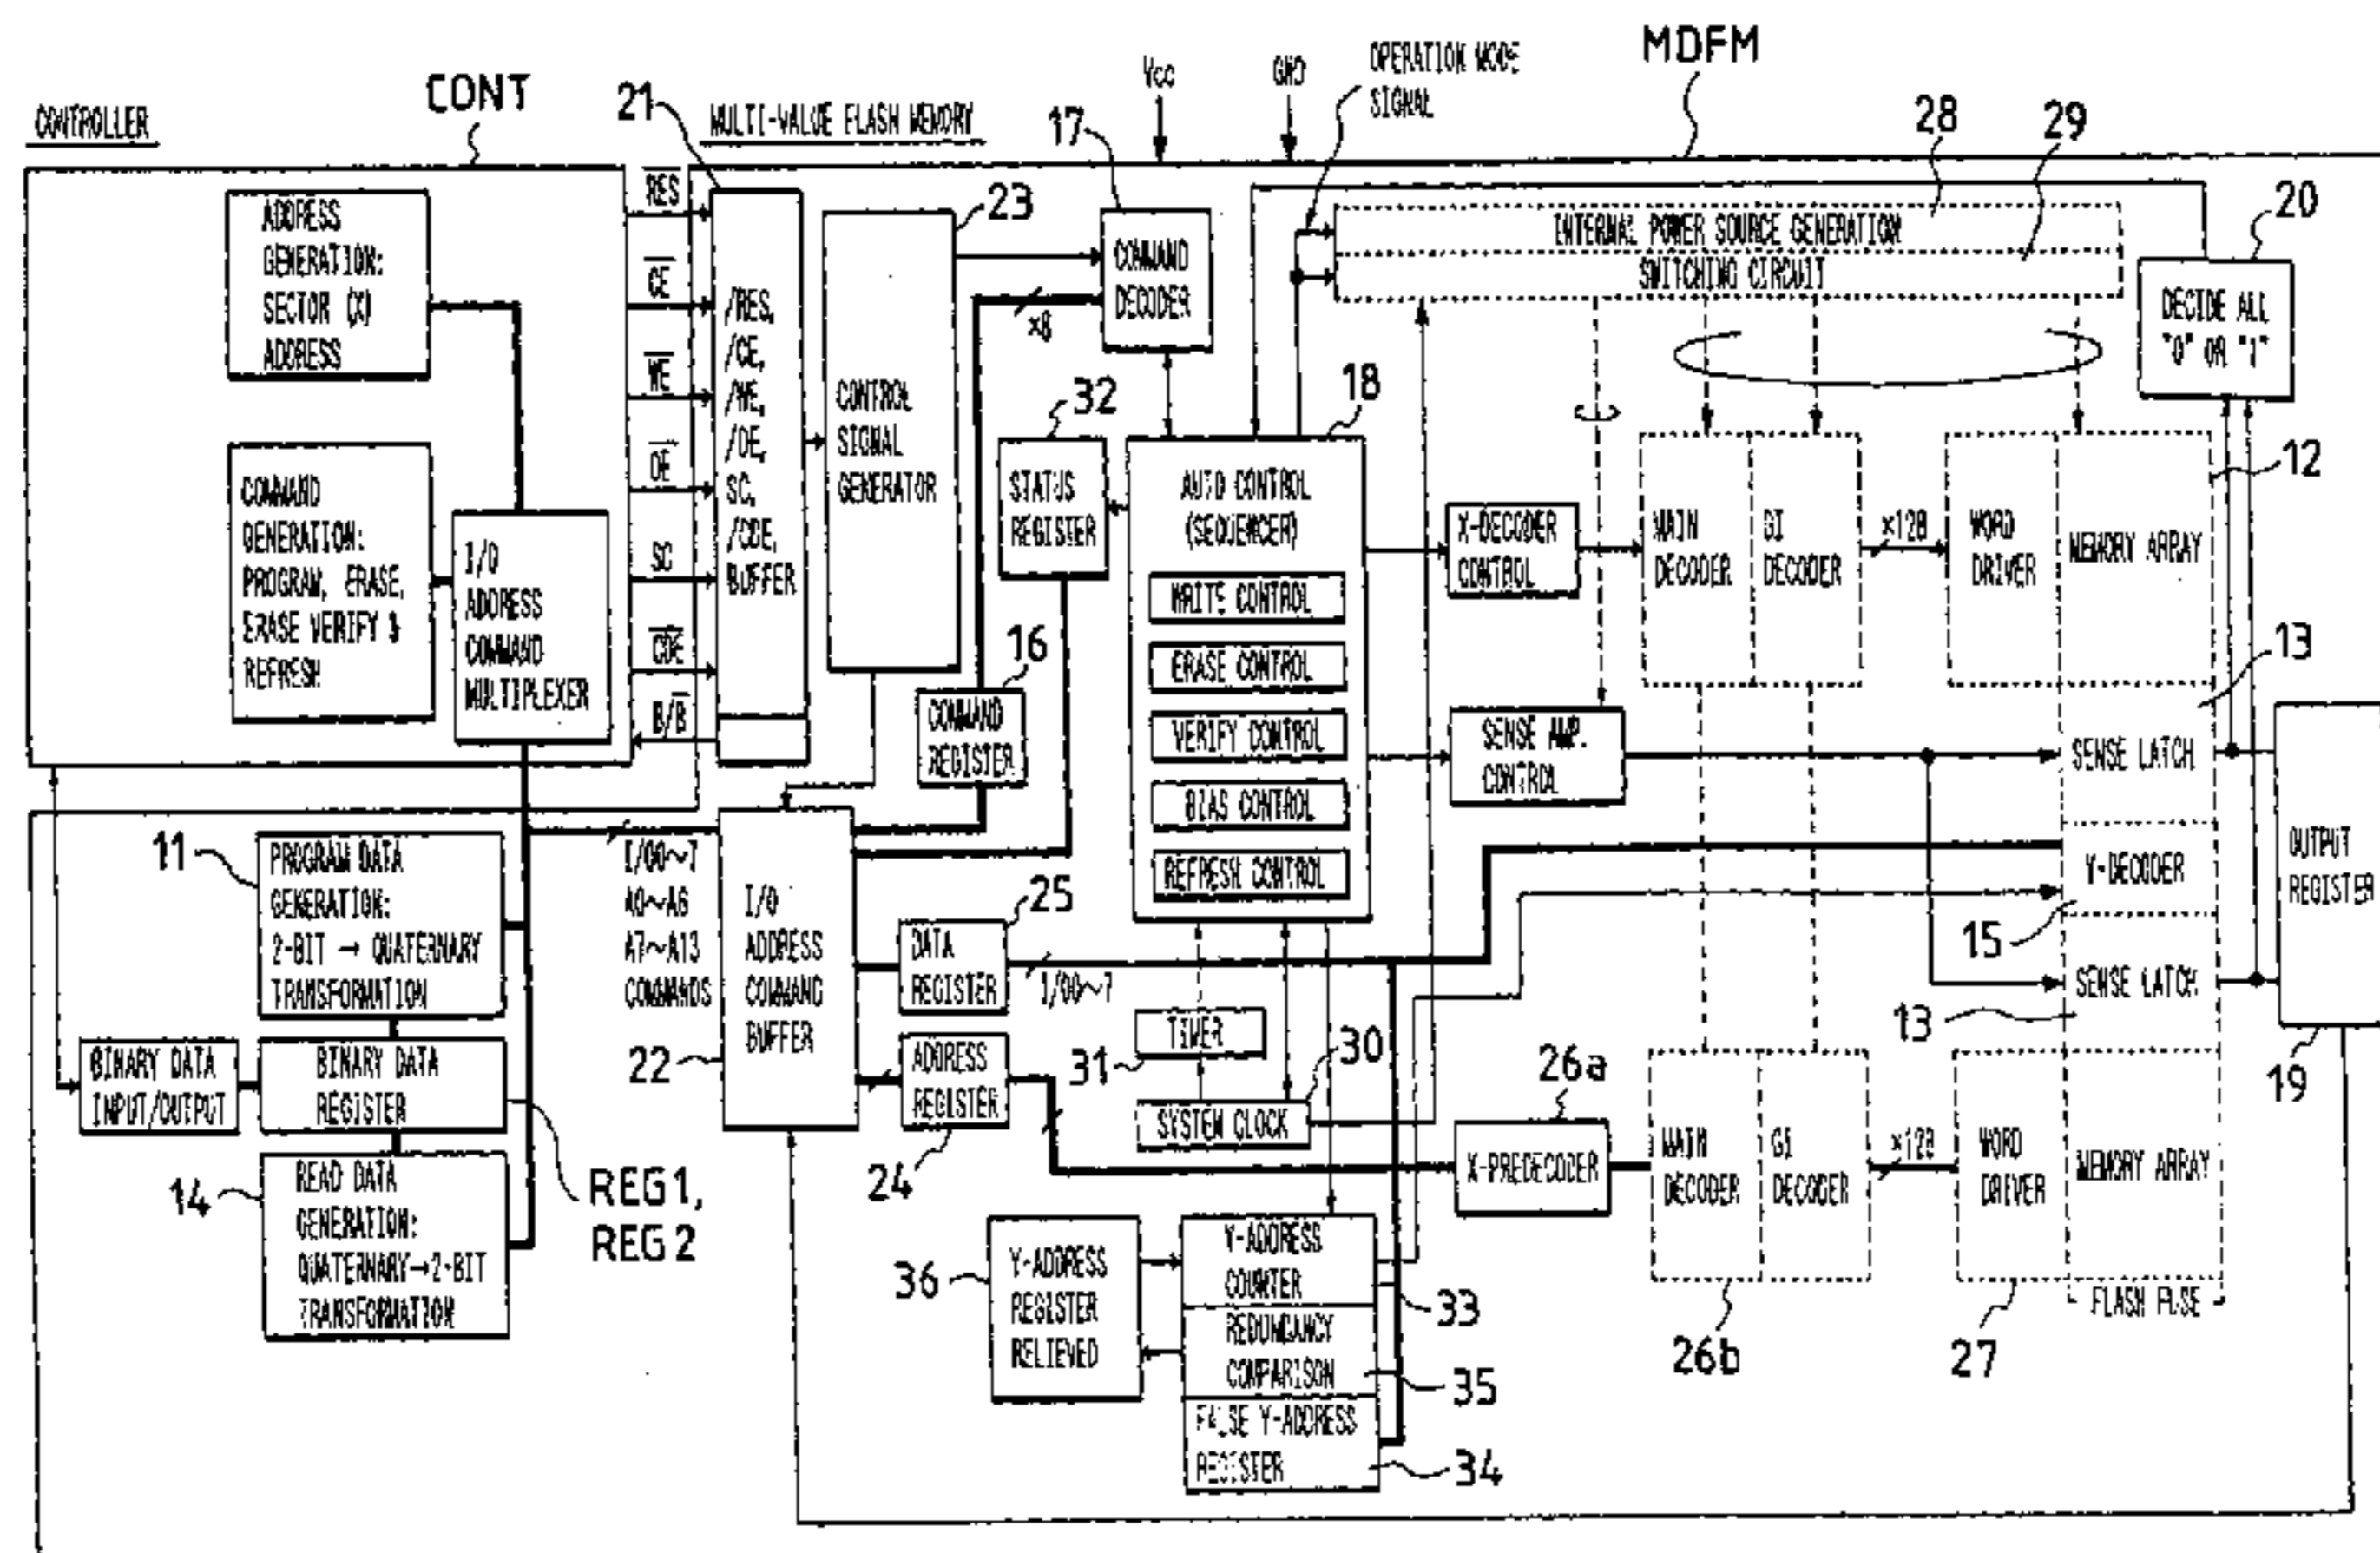 CONTROLLER
CONT
21
MULTI-VALUE FLASH MEMORY
17
Vcc
GND
OPERATION MODE
SIGNAL
MDFM
28
29
ADDRESS
GENERATION:
SECTOR (X)
ADDRESS
COMMAND
GENERATION:
PROGRAM, ERASE,
ERASE VERIFY &
REFRESH
I/O
ADDRESS
COMMAND
MULTIPLEXER
RES
CE
WE
OE
SC
CDE
B/B
/RES,
/CE,
/WE,
/OE,
SC,
/CDE,
BUFFER
CONTROL
SIGNAL
GENERATOR
23
COMMAND
DECODER
×8
INTERNAL POWER SOURCE GENERATION
SWITCHING CIRCUIT
20
DECIDE ALL
"0" OR "1"
32
STATUS
REGISTER
18
AUTO CONTROL
(SEQUENCER)
WRITE CONTROL
ERASE CONTROL
VERIFY CONTROL
BIAS CONTROL
REFRESH CONTROL
16
COMMAND
REGISTER
X-DECODER
CONTROL
SENSE AMP.
CONTROL
MAIN
DECODER
GI
DECODER
×128
WORD
DRIVER
MEMORY ARRAY
12
13
SENSE LATCH
Y-DECODER
15
SENSE LATCH
13
OUTPUT
REGISTER
19
11
PROGRAM DATA
GENERATION:
2-BIT → QUATERNARY
TRANSFORMATION
BINARY DATA
INPUT/OUTPUT
BINARY DATA
REGISTER
14
READ DATA
GENERATION:
QUATERNARY→2-BIT
TRANSFORMATION
REG1,
REG2
I/O0～7
A0～A6
A7～A13
COMMANDS
22
I/O
ADDRESS
COMMAND
BUFFER
25
DATA
REGISTER
I/O0～7
ADDRESS
REGISTER
24
TIMER
31
30
SYSTEM CLOCK
26a
X-PREDECODER
MAIN
DECODER
GI
DECODER
×128
WORD
DRIVER
MEMORY ARRAY
FLASH FUSE
26b
27
36
Y-ADDRESS
REGISTER
RELIEVED
Y-ADDRESS
COUNTER
33
REDUNDANCY
COMPARISON
35
FALSE Y-ADDRESS
REGISTER
34